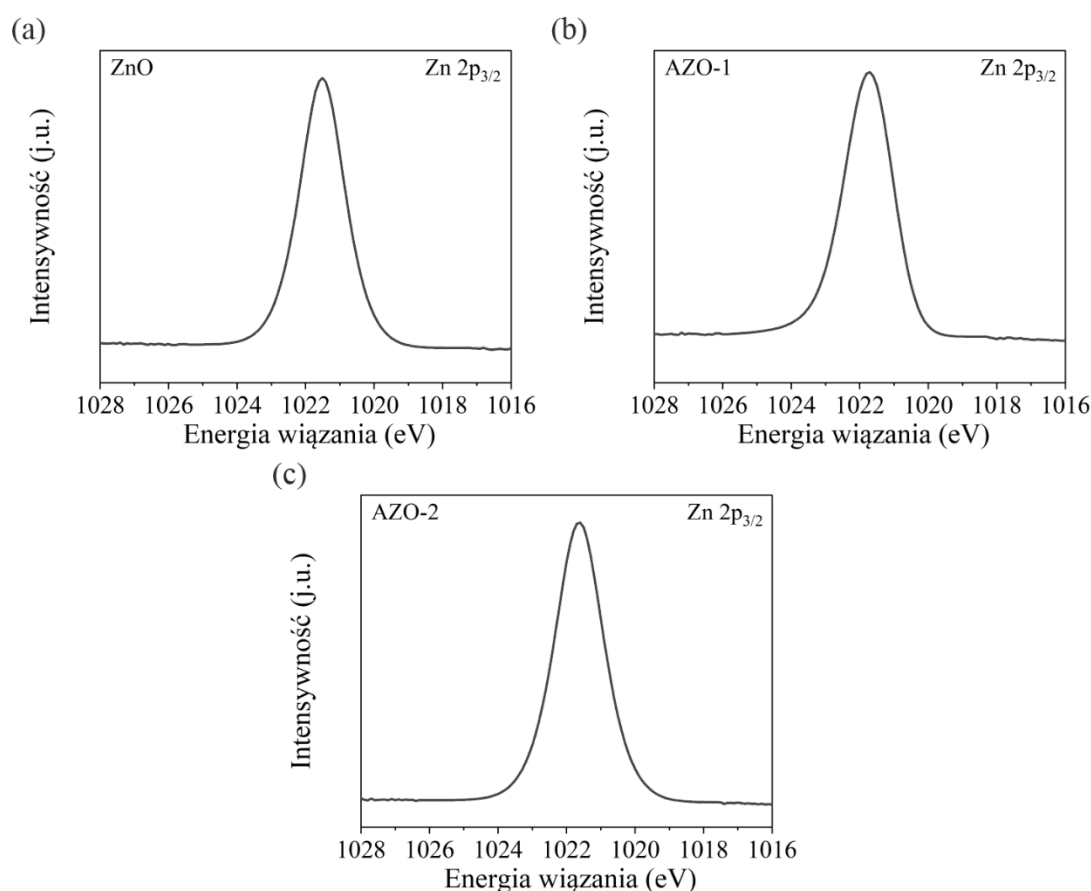 (a)
ZnO Zn 2p3/2
Intensywność (j.u.)
1028 1026 1024 1022 1020 1018 1016
Energia wiązania (eV)
(b)
AZO-1 Zn 2p3/2
Intensywność (j.u.)
1028 1026 1024 1022 1020 1018 1016
Energia wiązania (eV)
(c)
AZO-2 Zn 2p3/2
Intensywność (j.u.)
1028 1026 1024 1022 1020 1018 1016
Energia wiązania (eV)